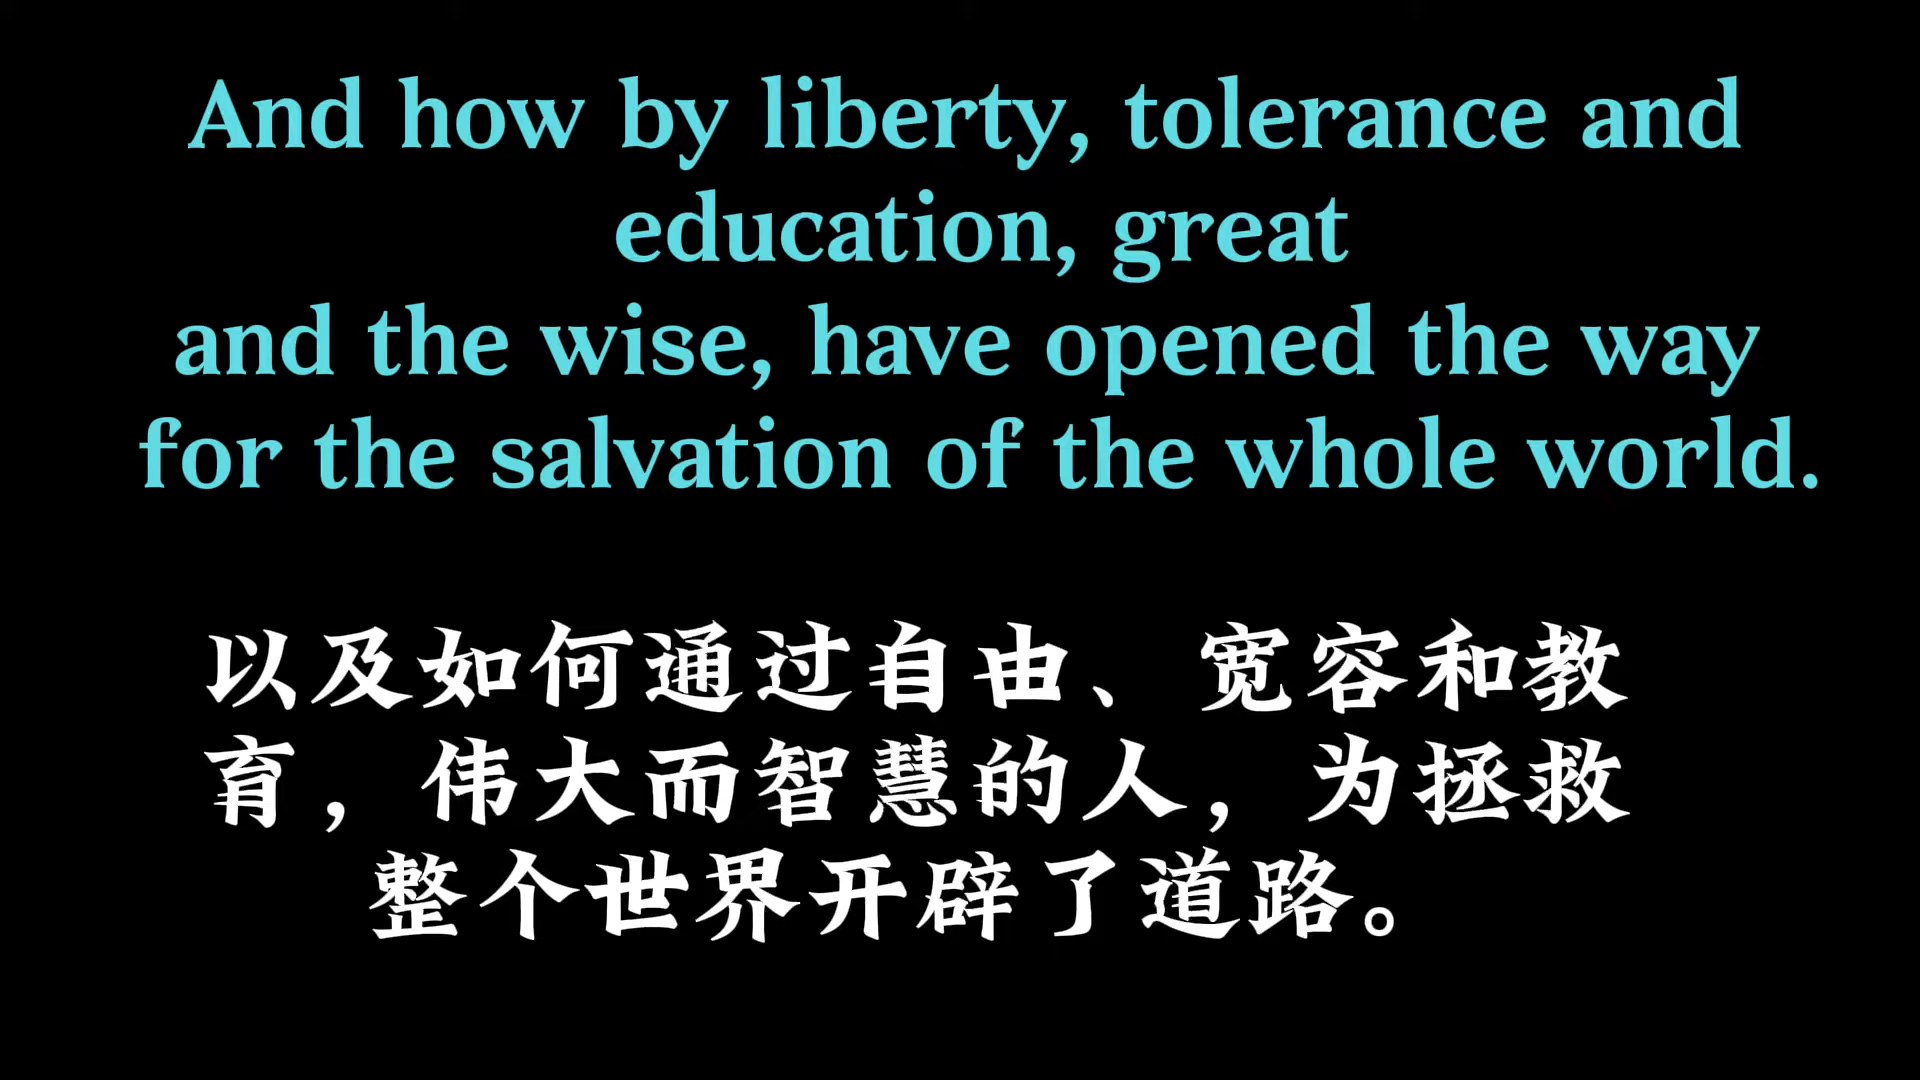 And how by liberty, tolerance and
education, great
and the wise, have opened the way
for the salvation of the whole world.
以及如何通过自由、宽容和教
育，伟大而智慧的人，为拯救
整个世界开辟了道路。